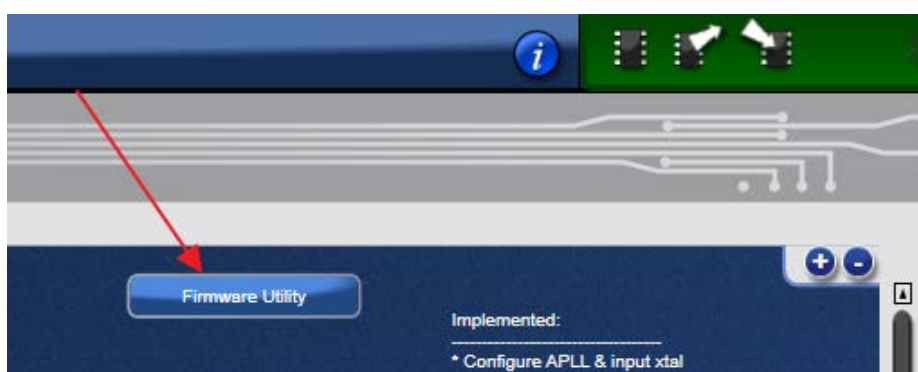 i
Firmware Utility
+ -
Implemented:
------------------------------------
* Configure APLL & input xtal